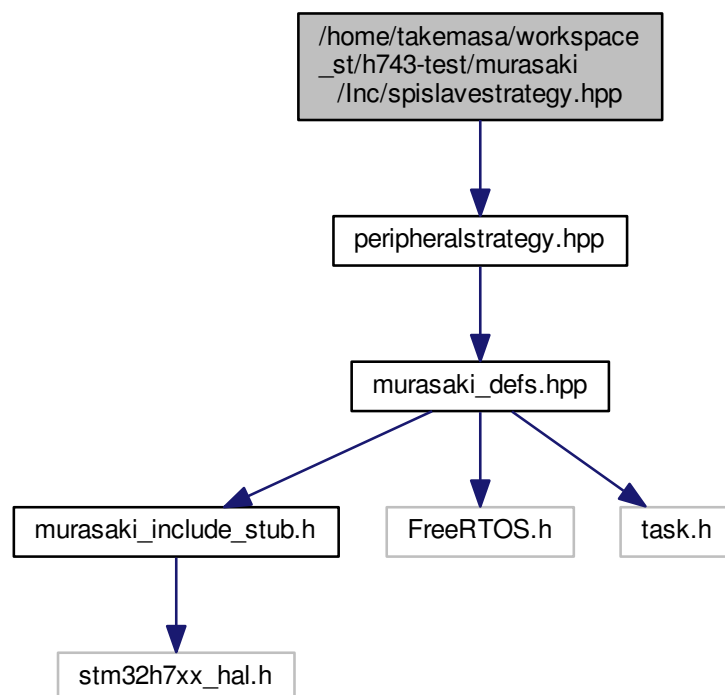 /home/takemasa/workspace
_st/h743-test/murasaki
/Inc/spislavestrategy.hpp
peripheralstrategy.hpp
murasaki_defs.hpp
murasaki_include_stub.h
FreeRTOS.h
task.h
stm32h7xx_hal.h